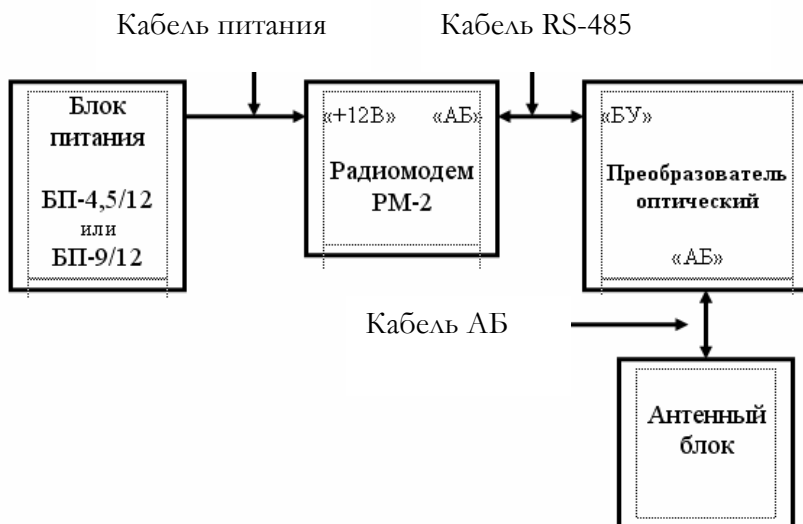 Кабель питания
Кабель RS-485
Блок
питания
БП-4,5/12
или
БП-9/12
«+12В» «АБ»
Радиомодем
РМ-2
«БУ»
Преобразователь
оптический
«АБ»
Кабель АБ
Антенный
блок